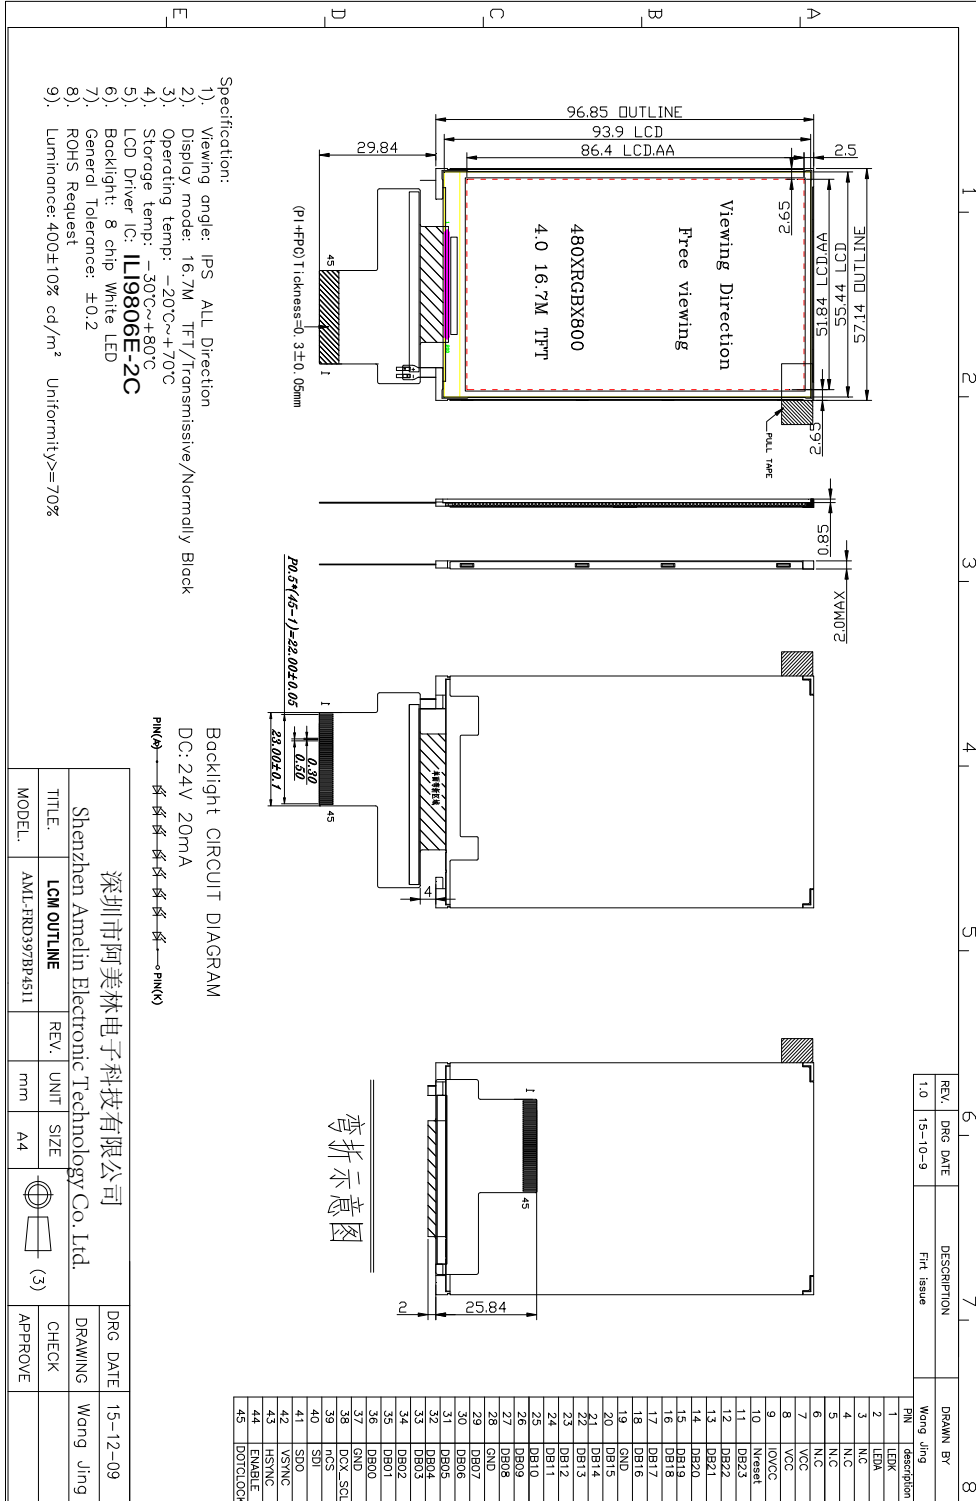 E
D
C
B
A
1
2
3
4
5
6
7
8
96.85 OUTLINE
93.9 LCD
86.4 LCD.AA
29.84
2.5
57.14 OUTLINE
55.44 LCD
51.84 LCD.AA
2.65
2.65
Viewing Direction
Free viewing
480XRGBX800
4.0 16.7M TFT
45
1
(PI+FPC)Tickness=0.3±0.05mm
PULL TAPE
0.85
2.0MAX
P0.5*(45-1)=22.00±0.05
1
45
0.30
0.50
23.00±0.1
4
1
45
25.84
2
弯折示意图
Specification:
1). Viewing angle: IPS ALL Direction
2). Display mode: 16.7M TFT/Transmissive/Normally Black
3). Operating temp: -20℃~+70℃
4). Storage temp: -30℃~+80℃
5). LCD Driver IC: ILI9806E-2C
6). Backlight: 8 chip White LED
7). General Tolerance: ±0.2
8). ROHS Request
9). Luminance: 400±10% cd/m² Uniformity>=70%
Backlight CIRCUIT DIAGRAM
DC: 24V 20mA
PIN(A)
PIN(K)
REV. DRG DATE DESCRIPTION DRAWN BY
1.0 15-10-9 Firt issue Wang Jing
PIN description
1 LEDK
2 LEDA
3 N.C
4 N.C
5 N.C
6 N.C
7 VCC
8 VCC
9 IOVCC
10 Nreset
11 DB23
12 DB22
13 DB21
14 DB20
15 DB19
16 DB18
17 DB17
18 DB16
19 GND
20 DB15
21 DB14
22 DB13
23 DB12
24 DB11
25 DB10
26 DB09
27 DB08
28 GND
29 DB07
30 DB06
31 DB05
32 DB04
33 DB03
34 DB02
35 DB01
36 DB00
37 GND
38 DCX_SCL
39 nCS
40 SDI
41 SDO
42 VSYNC
43 HSYNC
44 ENABLE
45 DOTCLOCK
深圳市阿美林电子科技有限公司
Shenzhen Amelin Electronic Technology Co. Ltd.
DRG DATE 15-12-09
DRAWING Wang Jing
TITLE. LCM OUTLINE REV. UNIT SIZE CHECK
MODEL. AML-FRD397BP4511 mm A4 (3) APPROVE